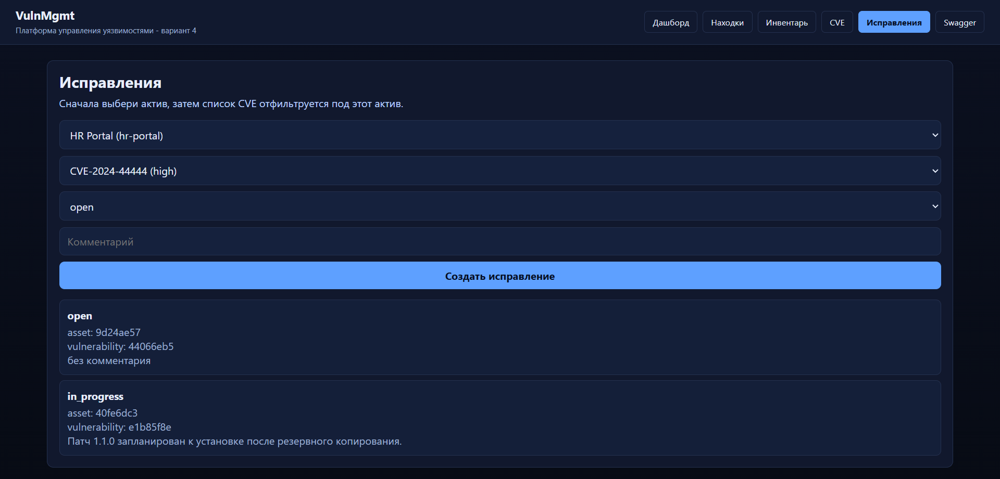 VulnMgmt
Платформа управления уязвимостями - вариант 4
Дашборд
Находки
Инвентарь
CVE
Исправления
Swagger
Исправления
Сначала выбери актив, затем список CVE отфильтруется под этот актив.
HR Portal (hr-portal)
CVE-2024-44444 (high)
open
Комментарий
Создать исправление
open
asset: 9d24ae57
vulnerability: 44066eb5
без комментария
in_progress
asset: 40fe6dc3
vulnerability: e1b85f8e
Патч 1.1.0 запланирован к установке после резервного копирования.